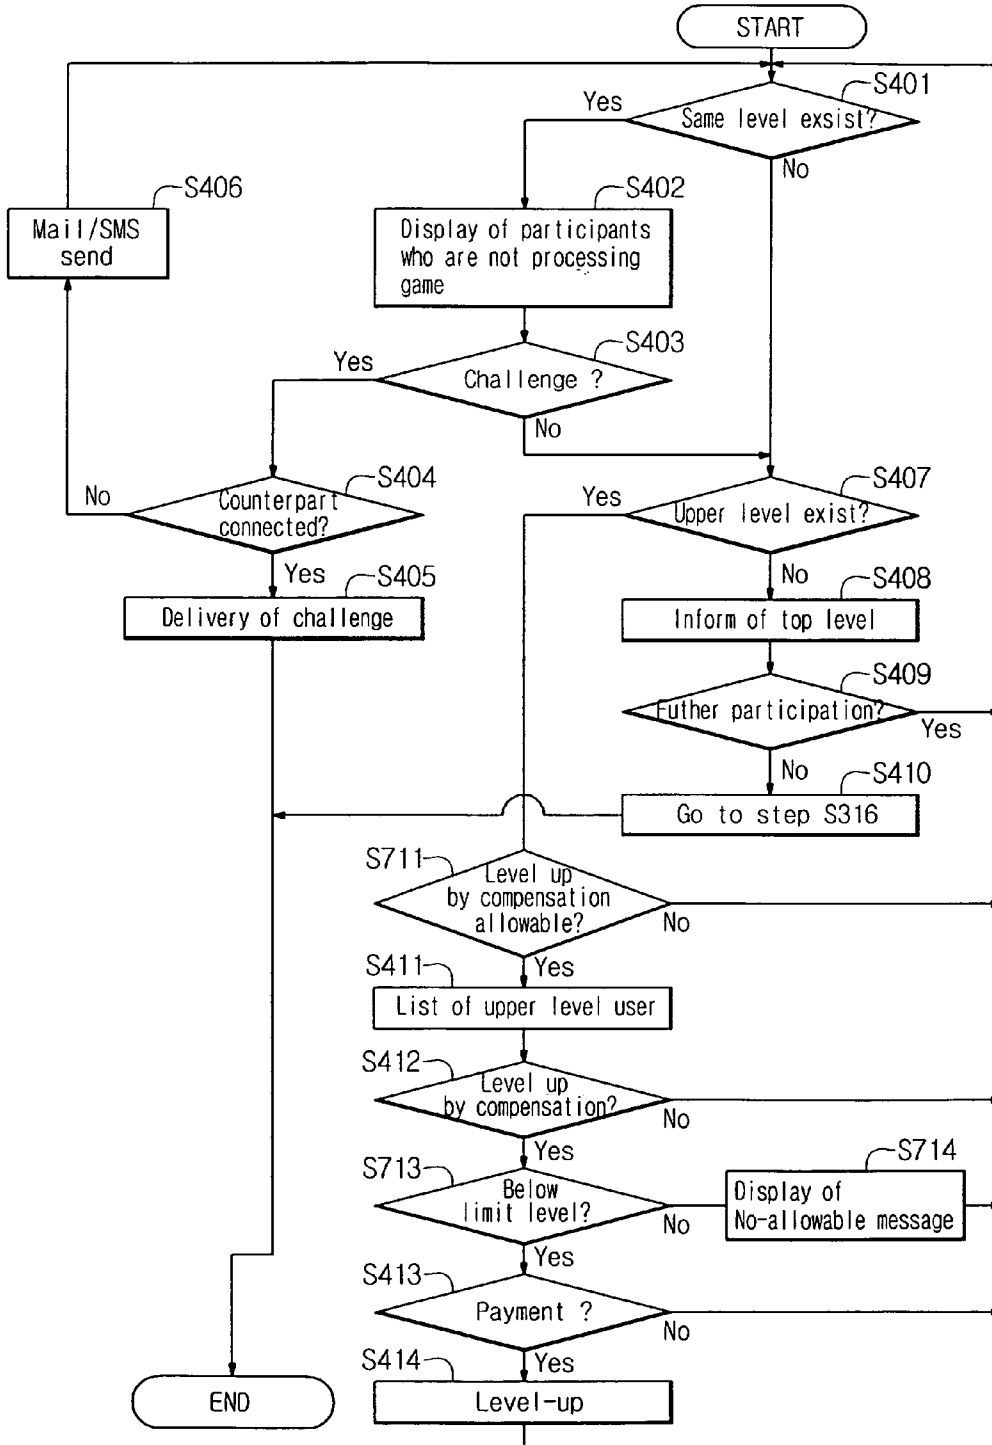 START
S401
Yes
Same level exsist?
No
S406
Mail/SMS
send
S402
Display of participants
who are not processing
game
S403
Yes
Challenge ?
No
S404
No
Counterpart
connected?
Yes
S407
Yes
Upper level exist?
No
S405
Delivery of challenge
S408
Inform of top level
S409
Futher participation?
Yes
No
S410
Go to step S316
S711
Level up
by compensation
allowable?
No
Yes
S411
List of upper level user
S412
Level up
by compensation?
No
Yes
S713
Below
limit level?
No
Yes
S714
Display of
No-allowable message
S413
Payment ?
No
Yes
S414
Level-up
END